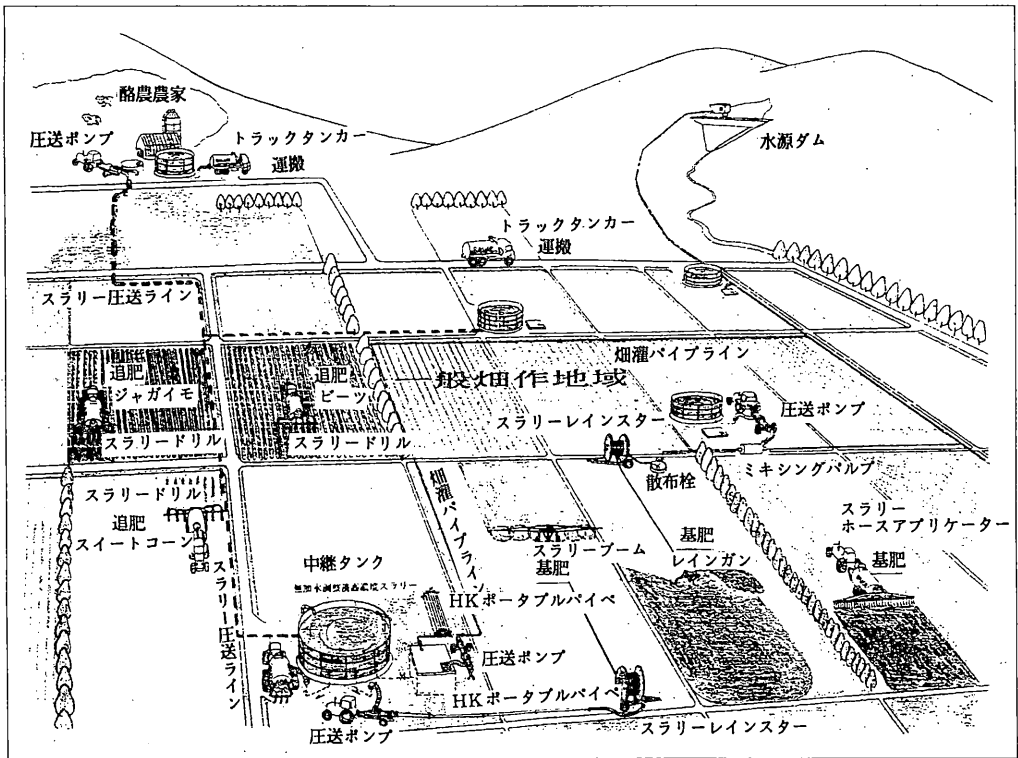 酪農農家
圧送ポンプ
トラックタンカー
運搬
水源ダム
トラックタンカー
運搬
スラリー圧送ライン
畑灌パイプライン
追肥
ジャガイモ
スラリードリル
追肥
ビーツ
スラリードリル
一般畑作地域
スラリーレインスター
圧送ポンプ
散布栓
ミキシングバルブ
スラリードリル
追肥
スイートコーン
スラリー圧送ライン
畑灌パイプライン
中継タンク
スラリーブーム
基肥
HKポータブルパイペ
基肥
レインガン
スラリー
ホースアプリケーター
基肥
圧送ポンプ
HKポータブルパイペ
圧送ポンプ
スラリーレインスター